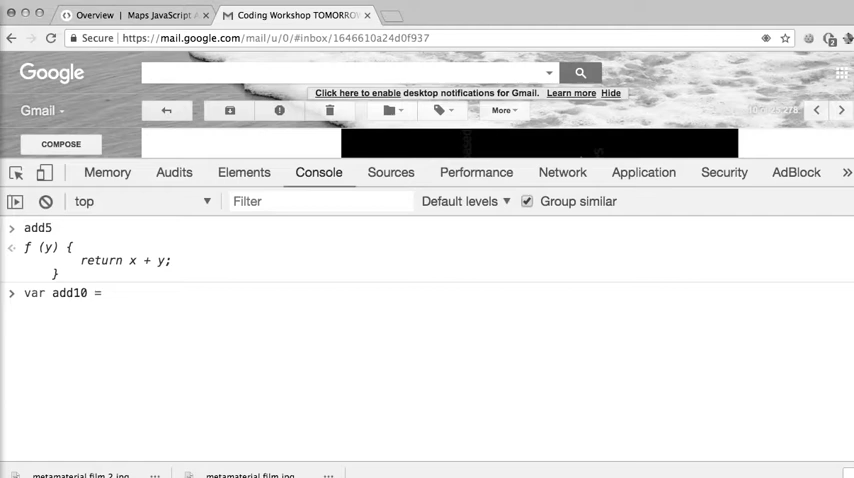 Overview | Maps JavaScript A
Coding Workshop TOMORROW
Secure https://mail.google.com/mail/u/0/#inbox/1646610a24d0f937
Google
Click here to enable desktop notifications for Gmail. Learn more Hide
Gmail
More
COMPOSE
Memory Audits Elements Console Sources Performance Network Application Security AdBlock »
top Filter Default levels Group similar
> add5
ƒ (y) {
return x + y;
}
> var add10 =
metamaterial film 2.jpg ... metamaterial film.jpg ...